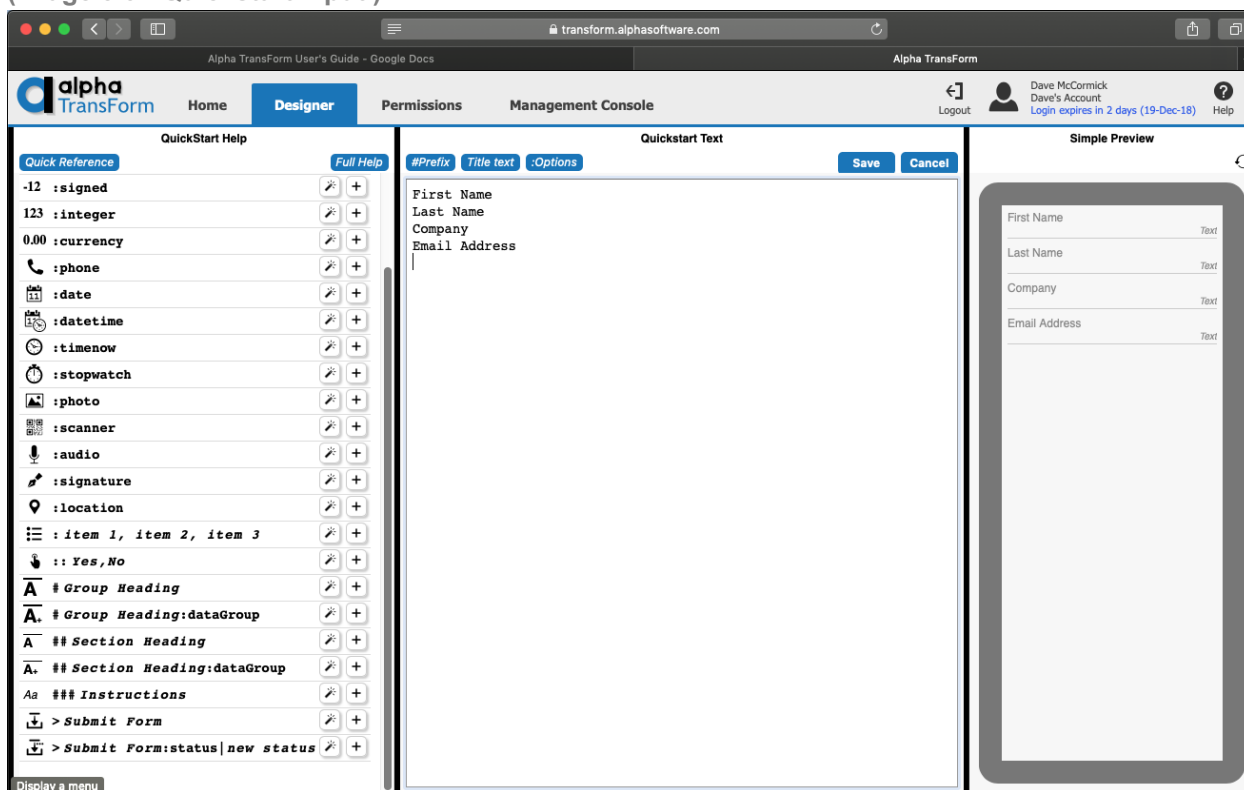 transform.alphasoftware.com
Alpha TransForm User's Guide - Google Docs
Alpha TransForm
alpha
TransForm
Home
Designer
Permissions
Management Console
Logout
Dave McCormick
Dave's Account
Login expires in 2 days (19-Dec-18)
Help
QuickStart Help
Quick Reference
Full Help
-12 :signed
123 :integer
0.00 :currency
:phone
11 :date
:datetime
:timenow
:stopwatch
:photo
:scanner
:audio
:signature
:location
: item 1, item 2, item 3
:: Yes,No
A # Group Heading
A+ # Group Heading:dataGroup
A ## Section Heading
A+ ## Section Heading:dataGroup
Aa ### Instructions
> Submit Form
> Submit Form:status|new status
Display a menu
Quickstart Text
#Prefix
Title text
:Options
Save
Cancel
First Name
Last Name
Company
Email Address
Simple Preview
First Name
Text
Last Name
Text
Company
Text
Email Address
Text